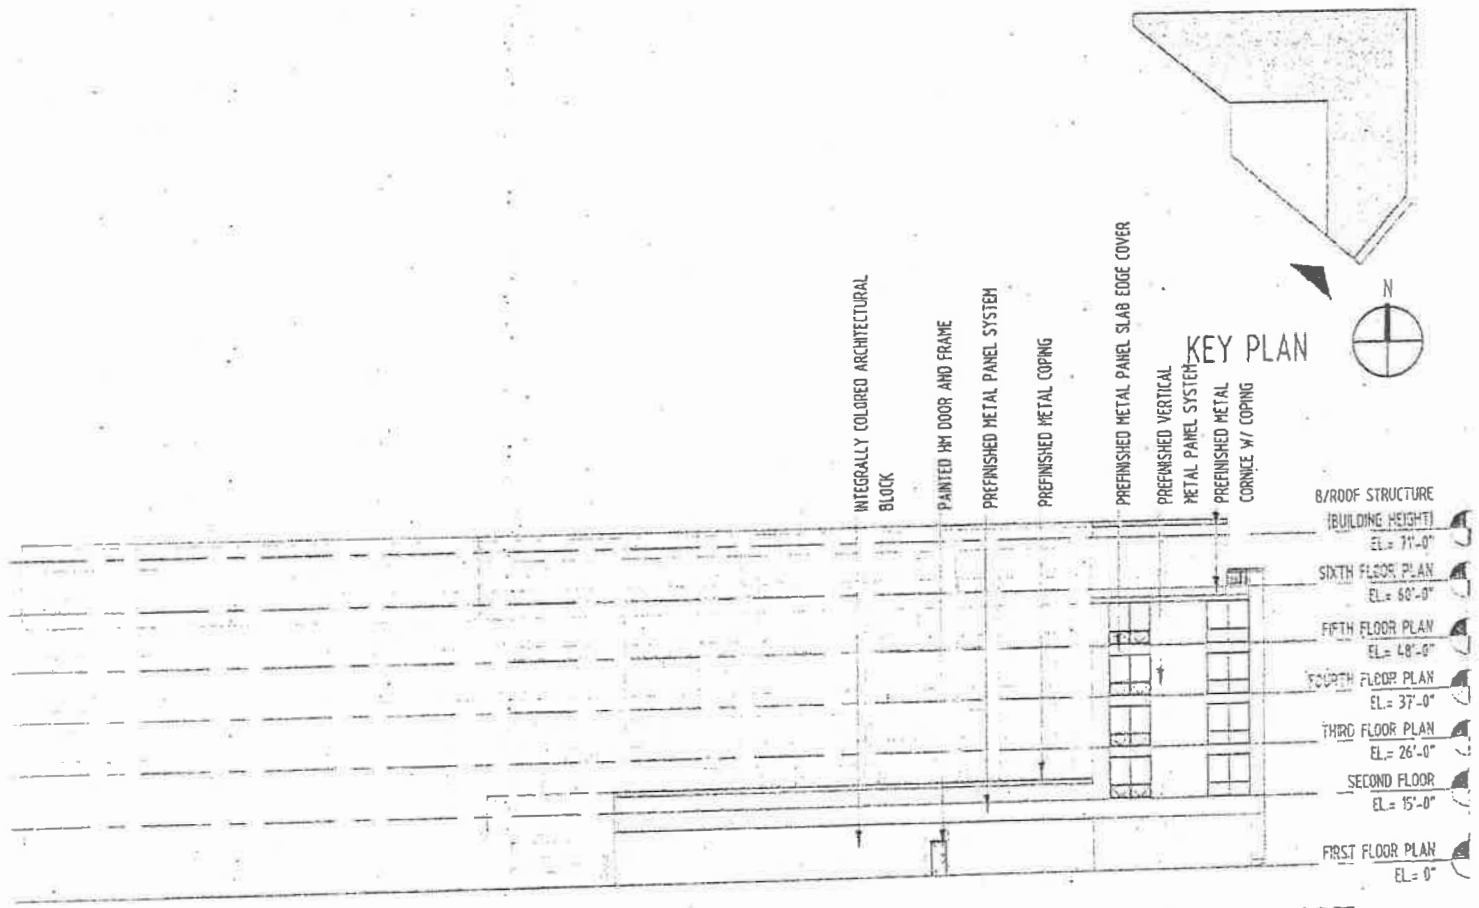 N
KEY PLAN
INTEGRALLY COLORED ARCHITECTURAL
BLOCK
PAINTED HM DOOR AND FRAME
PREFINISHED METAL PANEL SYSTEM
PREFINISHED METAL COPING
PREFINISHED METAL PANEL SLAB EDGE COVER
PREFINISHED VERTICAL
METAL PANEL SYSTEM
PREFINISHED METAL
CORNICE W/ COPING
B/ROOF STRUCTURE
(BUILDING HEIGHT)
EL.= 71'-0"
SIXTH FLOOR PLAN
EL.= 60'-0"
FIFTH FLOOR PLAN
EL.= 48'-0"
FOURTH FLOOR PLAN
EL.= 37'-0"
THIRD FLOOR PLAN
EL.= 26'-0"
SECOND FLOOR
EL.= 15'-0"
FIRST FLOOR PLAN
EL.= 0"